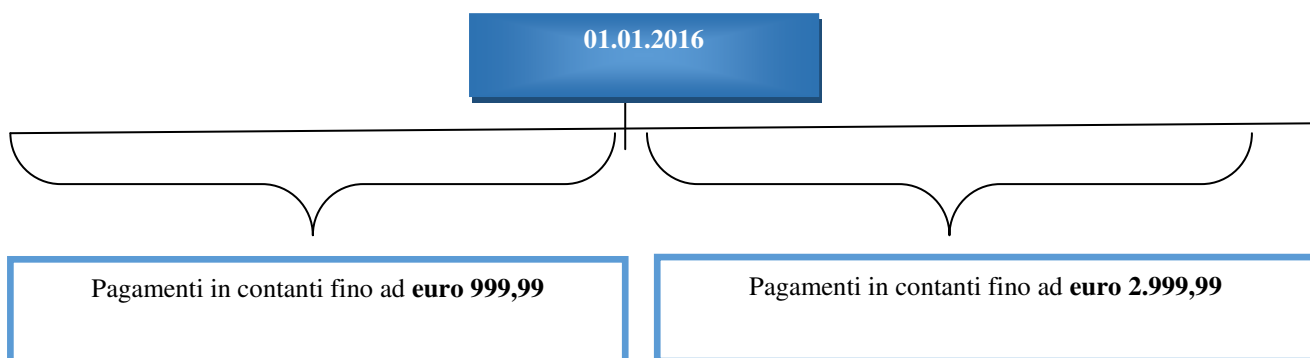 01.01.2016
Pagamenti in contanti fino ad euro 999,99
Pagamenti in contanti fino ad euro 2.999,99